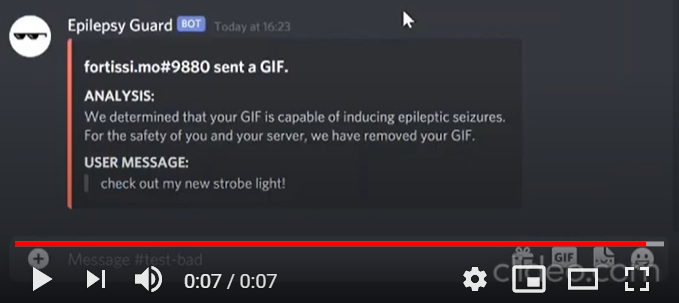 Epilepsy Guard BOT Today at 16:23
fortissi.mo#9880 sent a GIF.
ANALYSIS:
We determined that your GIF is capable of inducing epileptic seizures.
For the safety of you and your server, we have removed your GIF.
USER MESSAGE:
check out my new strobe light!
Message #test-bad
GIF
clideo.com
0:07 / 0:07